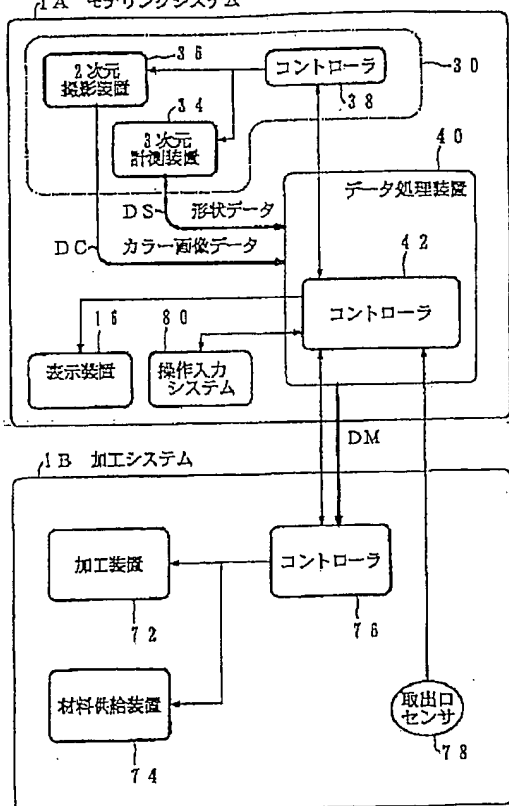 1A モデリングシステム
36
2次元
撮影装置
コントローラ
38
30
34
3次元
計測装置
40
データ処理装置
DS 形状データ
DC カラー画像データ
42
コントローラ
16
表示装置
80
操作入力
システム
DM
1B 加工システム
加工装置
72
コントローラ
76
材料供給装置
74
取出口
センサ
78